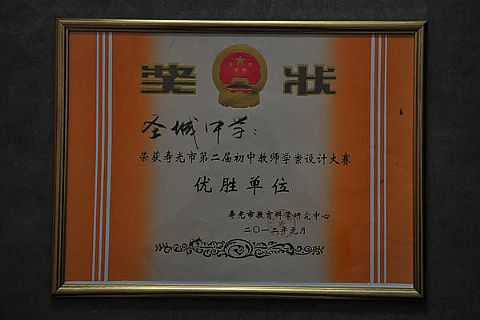 奖状
圣城中学：
荣获寿光市第二届初中教师学案设计大赛
优胜单位
寿光市教育科学研究中心
二〇一二年元月